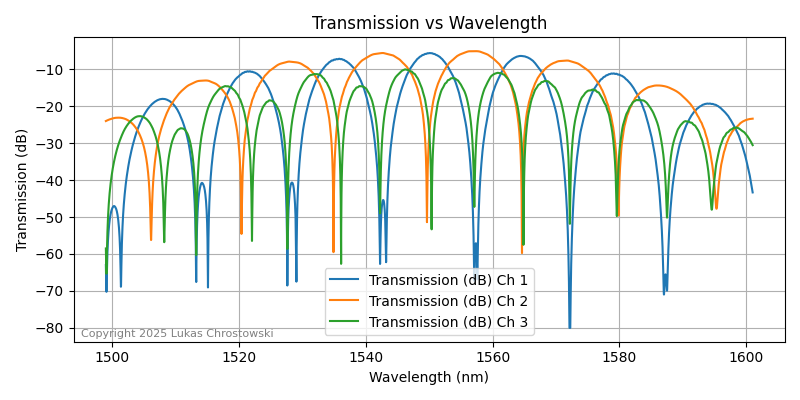 Transmission vs Wavelength
Transmission (dB)
−10
−20
−30
−40
−50
−60
−70
−80
Transmission (dB) Ch 1
Transmission (dB) Ch 2
Transmission (dB) Ch 3
Copyright 2025 Lukas Chrostowski
1500
1520
1540
1560
1580
1600
Wavelength (nm)